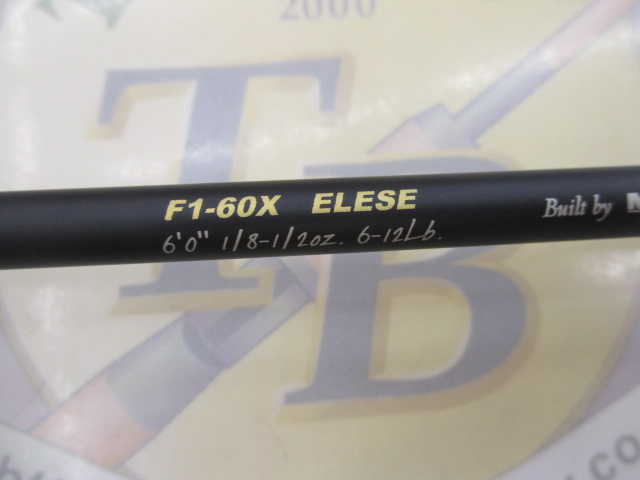 2006
TB
F1-60X ELESE
6'0" 1/8-1/2oz. 6-12Lb.
Built by